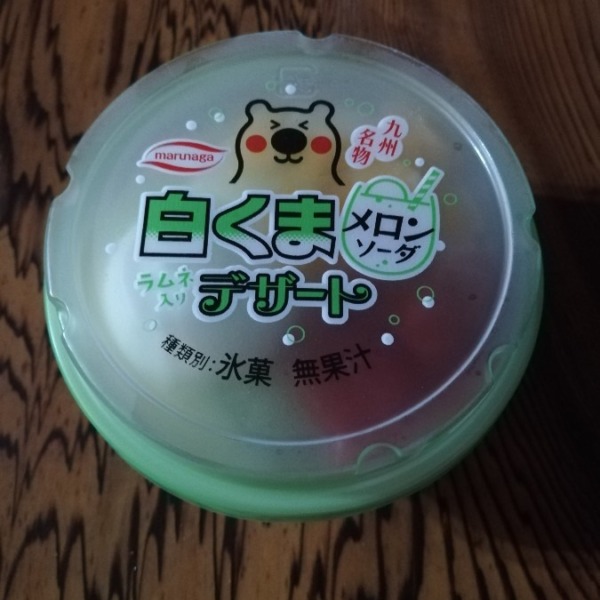 marunaga
九州
名物
白くま
メロン
ソーダ
ラムネ
入り
デザート
種類別:氷菓 無果汁